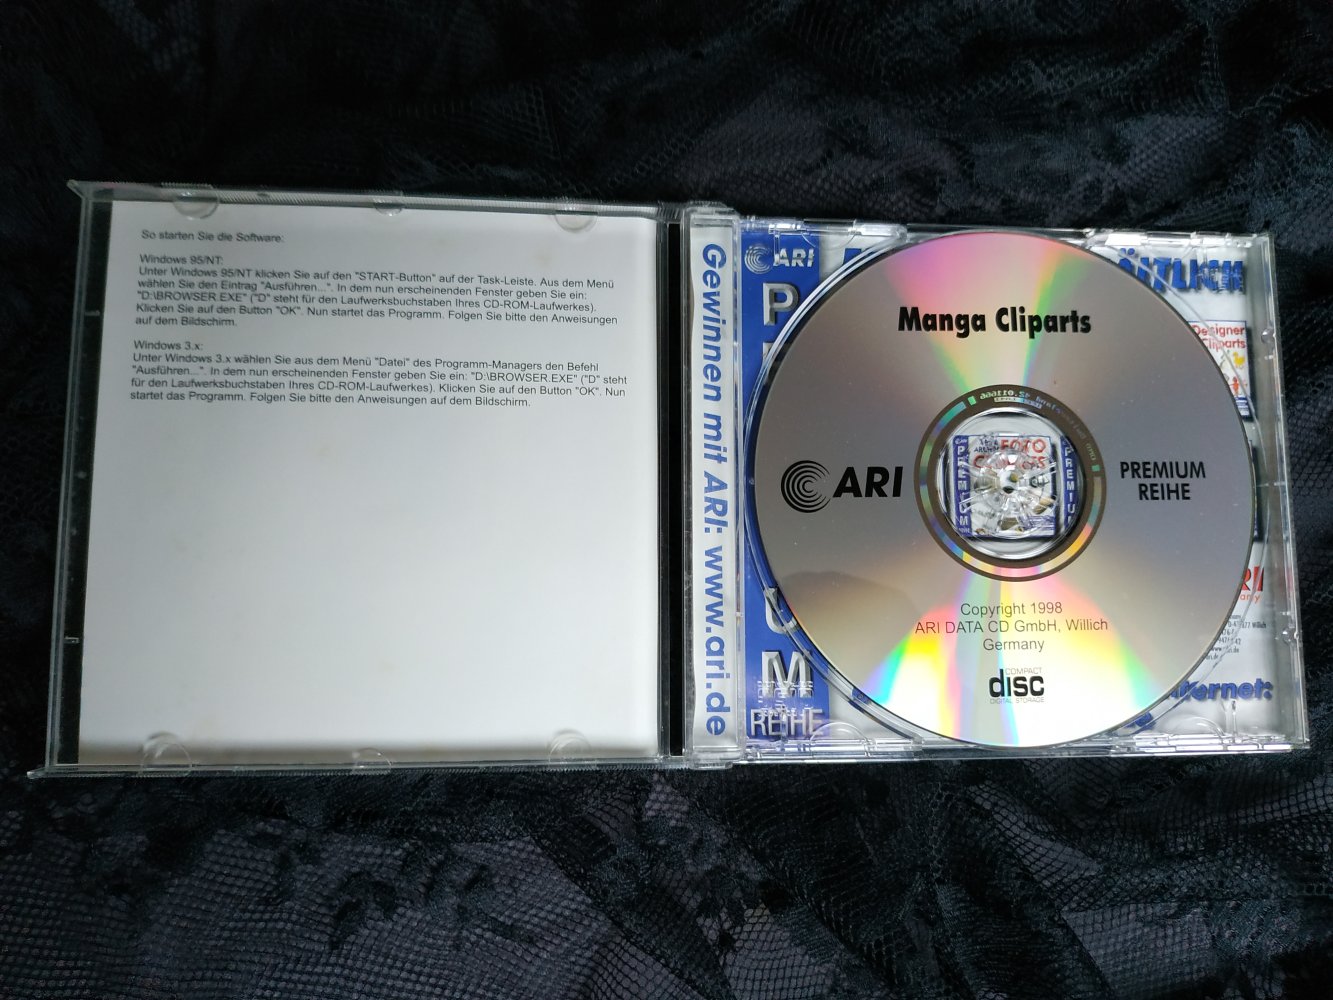 So starten Sie die Software:
Windows 95/NT:
Unter Windows 95/NT klicken Sie auf den "START-Button" auf der Task-Leiste. Aus dem Menü
wählen Sie den Eintrag "Ausführen...". In dem nun erscheinenden Fenster geben Sie ein:
"D:\BROWSER.EXE" ("D" steht für den Laufwerksbuchstaben Ihres CD-ROM-Laufwerkes).
Klicken Sie auf den Button "OK". Nun startet das Programm. Folgen Sie bitte den Anweisungen
auf dem Bildschirm.
Windows 3.x:
Unter Windows 3.x wählen Sie aus dem Menü "Datei" des Programm-Managers den Befehl
"Ausführen...". In dem nun erscheinenden Fenster geben Sie ein: "D:\BROWSER.EXE" ("D" steht
für den Laufwerksbuchstaben Ihres CD-ROM-Laufwerkes). Klicken Sie auf den Button "OK". Nun
startet das Programm. Folgen Sie bitte den Anweisungen auf dem Bildschirm.
Gewinnen mit ARI: www.ari.de
ARI
REIHE
Manga Cliparts
ARI
PREMIUM
REIHE
Copyright 1998
ARI DATA CD GmbH, Willich
Germany
COMPACT
disc
DIGITAL STORAGE
Designer
Cliparts
FOTO
PREMIUM
Willich